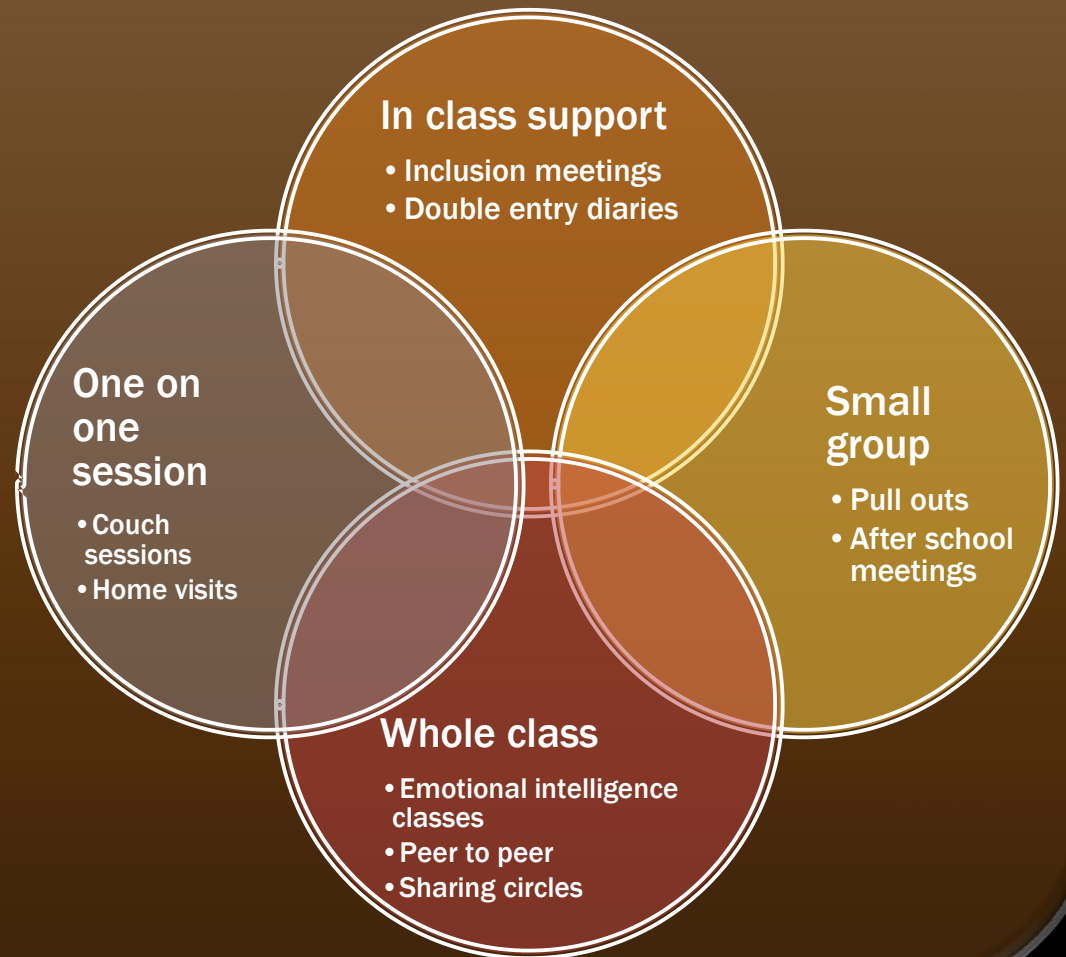 In class support
• Inclusion meetings
• Double entry diaries
One on
one
session
• Couch
sessions
• Home visits
Small
group
• Pull outs
• After school
meetings
Whole class
• Emotional intelligence
classes
• Peer to peer
• Sharing circles